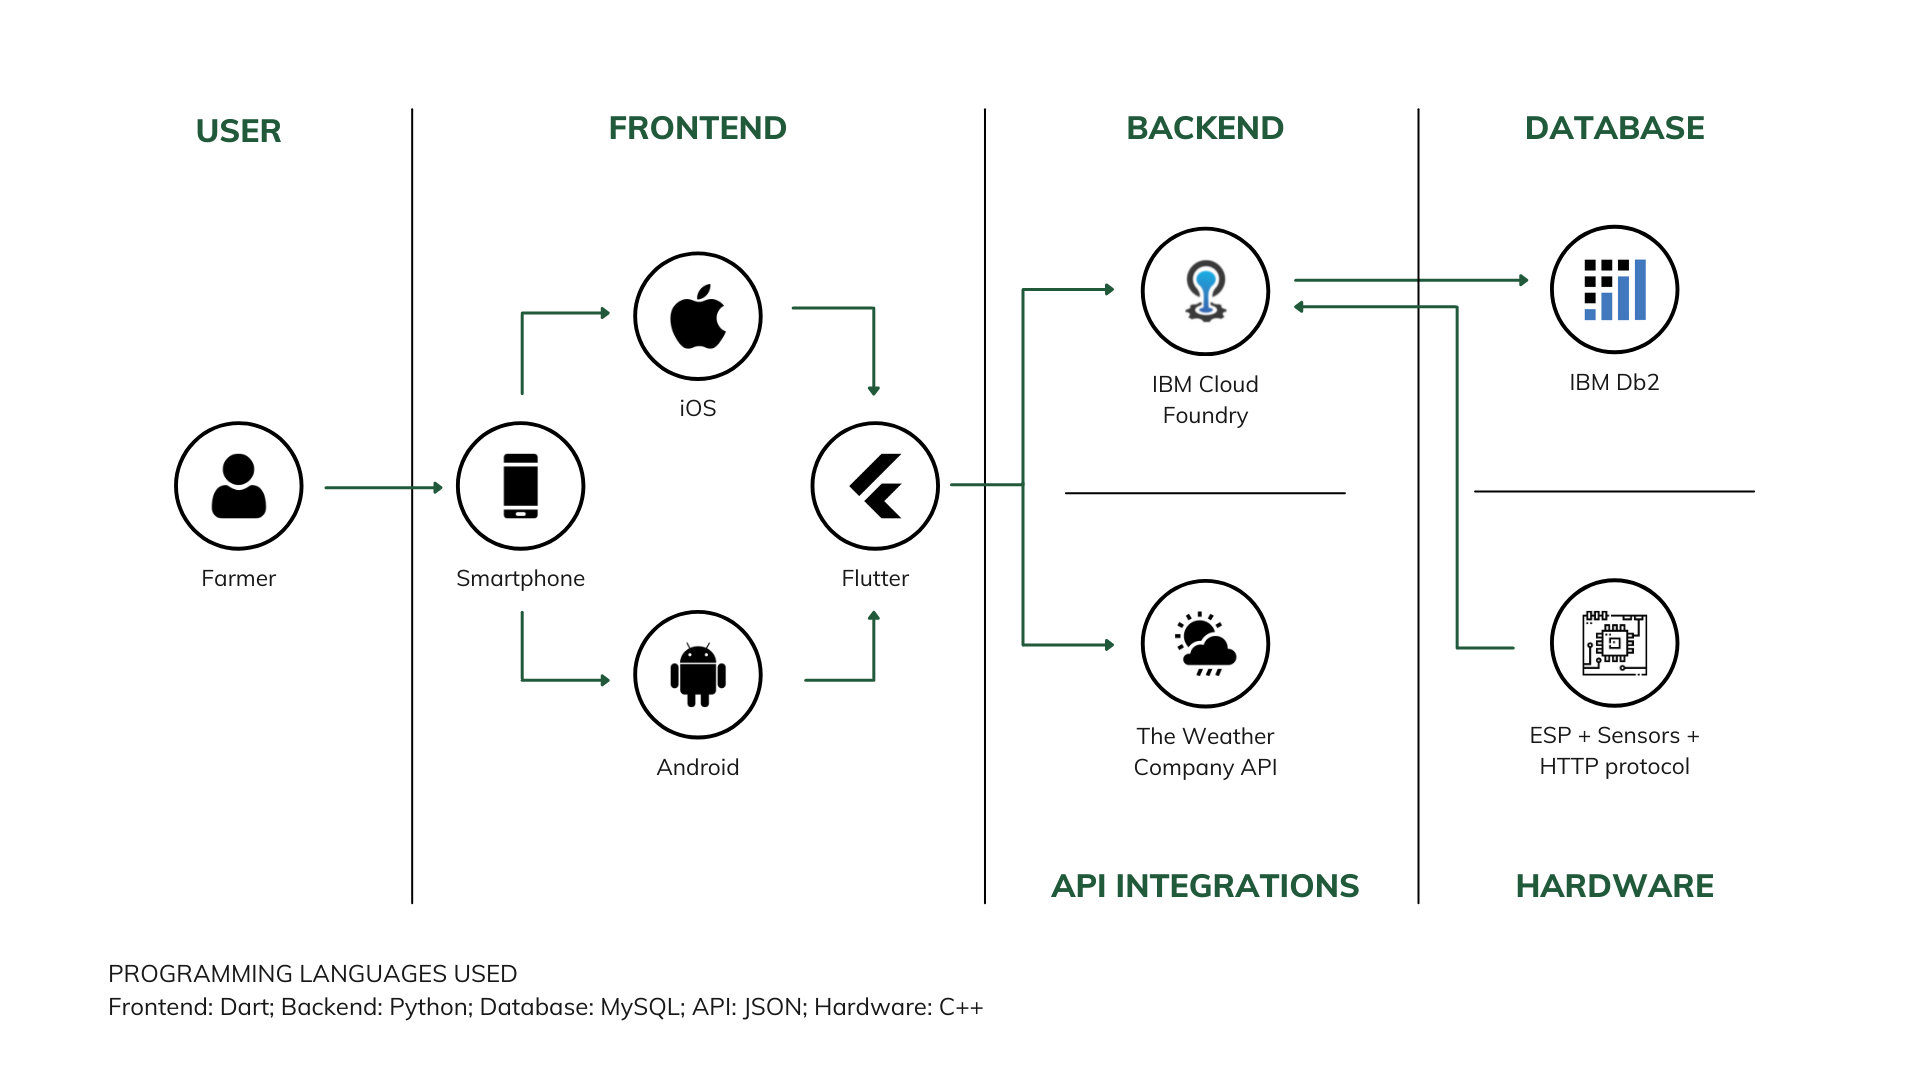 USER
FRONTEND
BACKEND
DATABASE
iOS
IBM Cloud
Foundry
IBM Db2
Farmer
Smartphone
Flutter
Android
The Weather
Company API
ESP + Sensors +
HTTP protocol
API INTEGRATIONS
HARDWARE
PROGRAMMING LANGUAGES USED
Frontend: Dart; Backend: Python; Database: MySQL; API: JSON; Hardware: C++